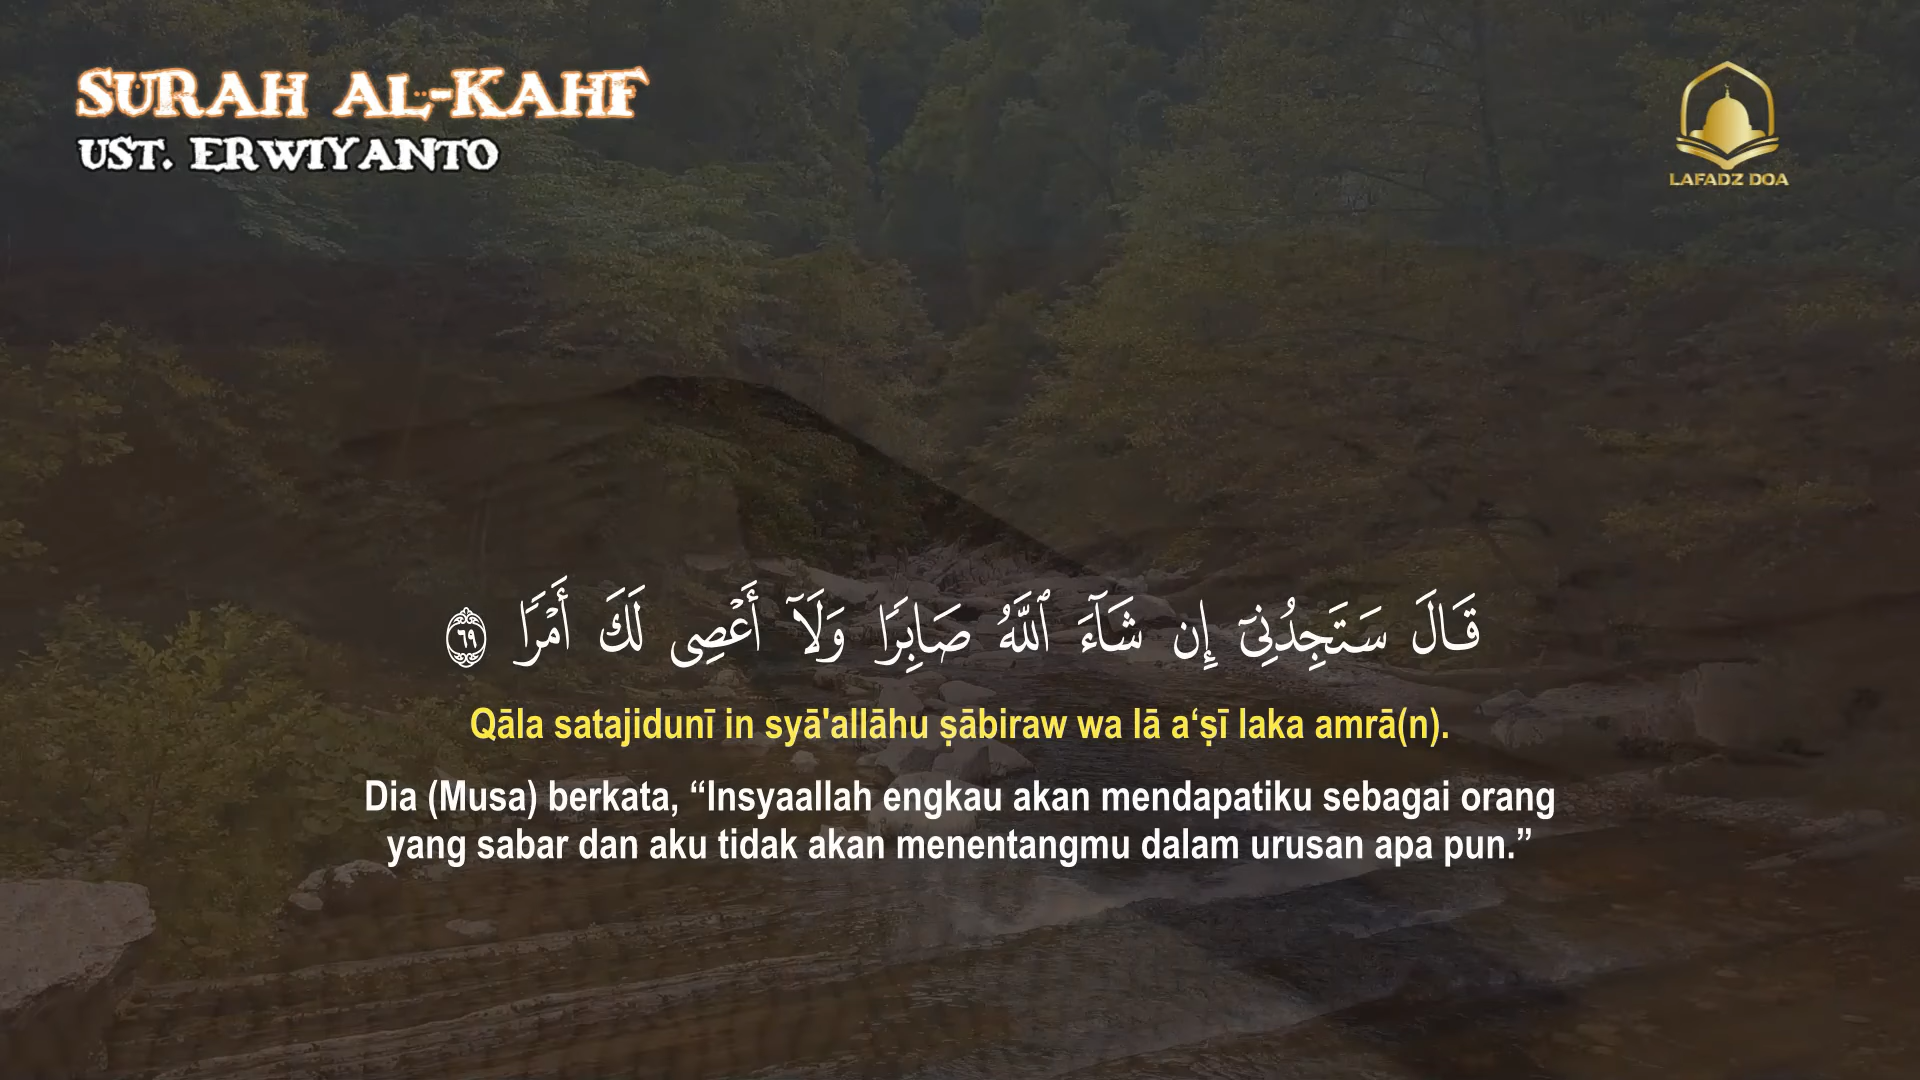 SURAH AL-KAHF
UST. ERWIYANTO
LAFADZ DOA
قَالَ سَتَجِدُنِىٓ إِن شَآءَ ٱللَّهُ صَابِرًا وَلَآ أَعْصِى لَكَ أَمْرًا ٦٩
Qāla satajidunī in syā'allāhu ṣābiraw wa lā a‘ṣī laka amrā(n).
Dia (Musa) berkata, “Insyaallah engkau akan mendapatiku sebagai orang
yang sabar dan aku tidak akan menentangmu dalam urusan apa pun.”